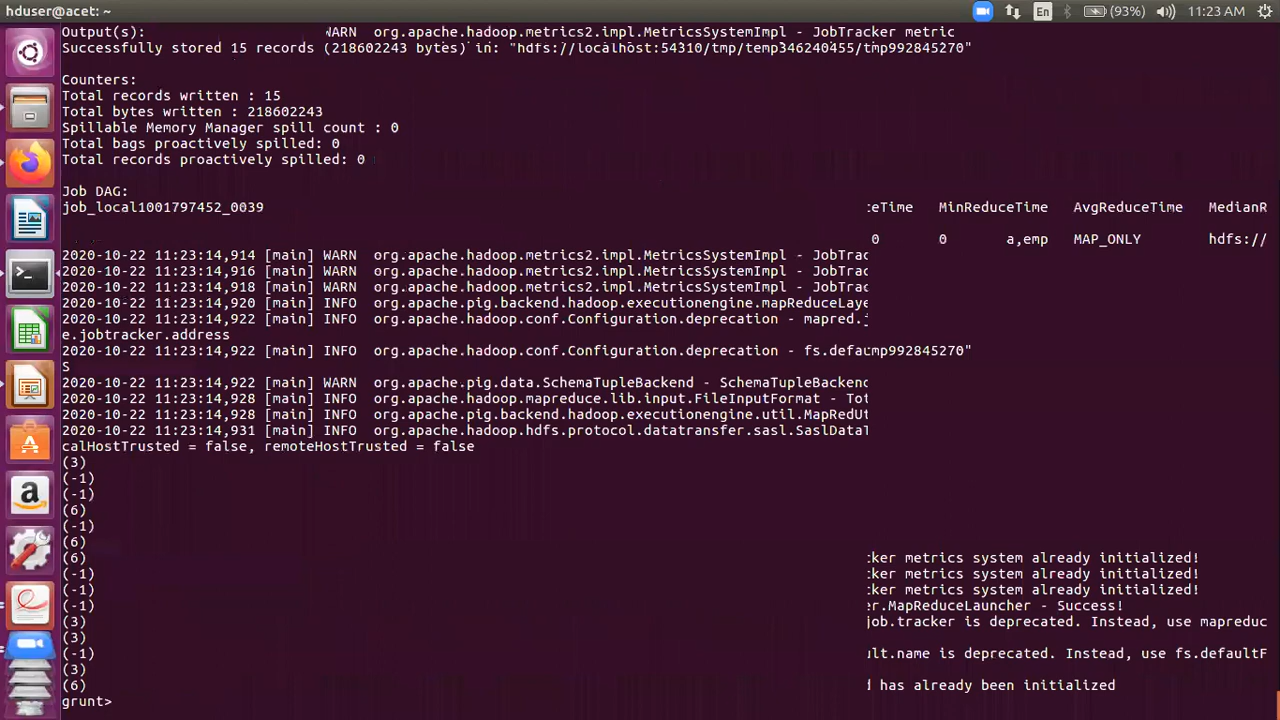 hduser@acet: ~
En
(93%)
11:23 AM
Output(s): WARN org.apache.hadoop.metrics2.impl.MetricsSystemImpl - JobTracker metric
Successfully stored 15 records (218602243 bytes) in: "hdfs://localhost:54310/tmp/temp346240455/tmp992845270"
Counters:
Total records written : 15
Total bytes written : 218602243
Spillable Memory Manager spill count : 0
Total bags proactively spilled: 0
Total records proactively spilled: 0
Job DAG:
job_local1001797452_0039 ceTime MinReduceTime AvgReduceTime MedianR
0 0 a,emp MAP_ONLY hdfs://
2020-10-22 11:23:14,914 [main] WARN org.apache.hadoop.metrics2.impl.MetricsSystemImpl - JobTrac
2020-10-22 11:23:14,916 [main] WARN org.apache.hadoop.metrics2.impl.MetricsSystemImpl - JobTrac
2020-10-22 11:23:14,918 [main] WARN org.apache.hadoop.metrics2.impl.MetricsSystemImpl - JobTrac
2020-10-22 11:23:14,920 [main] INFO org.apache.pig.backend.hadoop.executionengine.mapReduceLaye
2020-10-22 11:23:14,922 [main] INFO org.apache.hadoop.conf.Configuration.deprecation - mapred.j
e.jobtracker.address
2020-10-22 11:23:14,922 [main] INFO org.apache.hadoop.conf.Configuration.deprecation - fs.defaump992845270"
S
2020-10-22 11:23:14,922 [main] WARN org.apache.pig.data.SchemaTupleBackend - SchemaTupleBackend
2020-10-22 11:23:14,928 [main] INFO org.apache.hadoop.mapreduce.lib.input.FileInputFormat - Tot
2020-10-22 11:23:14,928 [main] INFO org.apache.pig.backend.hadoop.executionengine.util.MapRedUt
2020-10-22 11:23:14,931 [main] INFO org.apache.hadoop.hdfs.protocol.datatransfer.sasl.SaslDataT
calHostTrusted = false, remoteHostTrusted = false
(3)
(-1)
(-1)
(6)
(-1)
(6)
(6) cker metrics system already initialized!
(-1) cker metrics system already initialized!
(-1) cker metrics system already initialized!
(-1) er.MapReduceLauncher - Success!
(3) job.tracker is deprecated. Instead, use mapreduc
(3)
(-1) ult.name is deprecated. Instead, use fs.defaultF
(3)
(6) d has already been initialized
grunt>